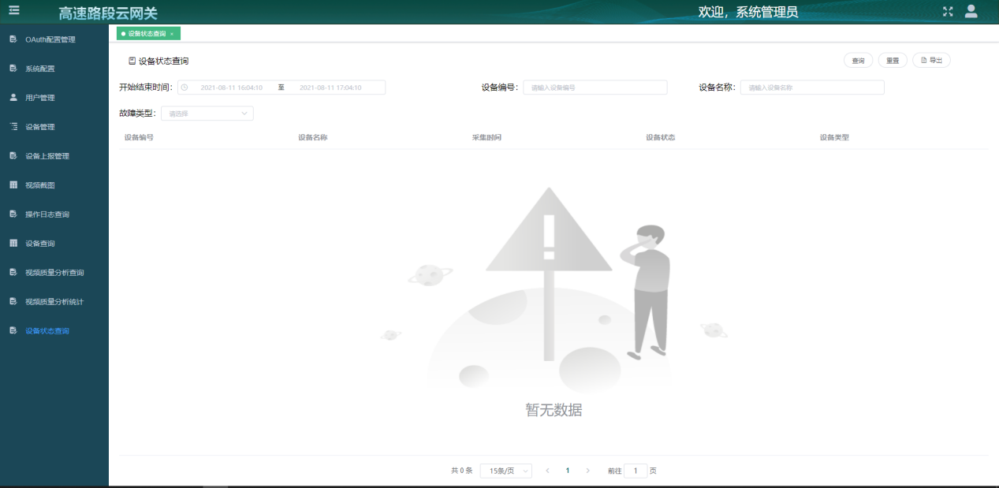 高速路段云网关
欢迎，系统管理员
OAuth配置管理
系统配置
用户管理
设备管理
设备上报管理
视频截图
操作日志查询
设备查询
视频质量分析查询
视频质量分析统计
设备状态查询
设备状态查询 ×
设备状态查询
查询 重置 导出
开始结束时间： 2021-08-11 16:04:10 至 2021-08-11 17:04:10 设备编号： 请输入设备编号 设备名称： 请输入设备名称
故障类型： 请选择
设备编号 设备名称 采集时间 设备状态 设备类型
暂无数据
共 0 条 15条/页 < 1 > 前往 1 页